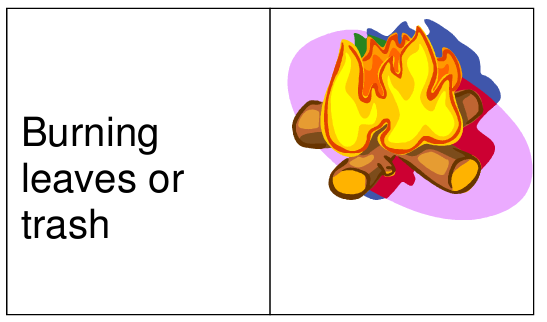 Burning
leaves or
trash